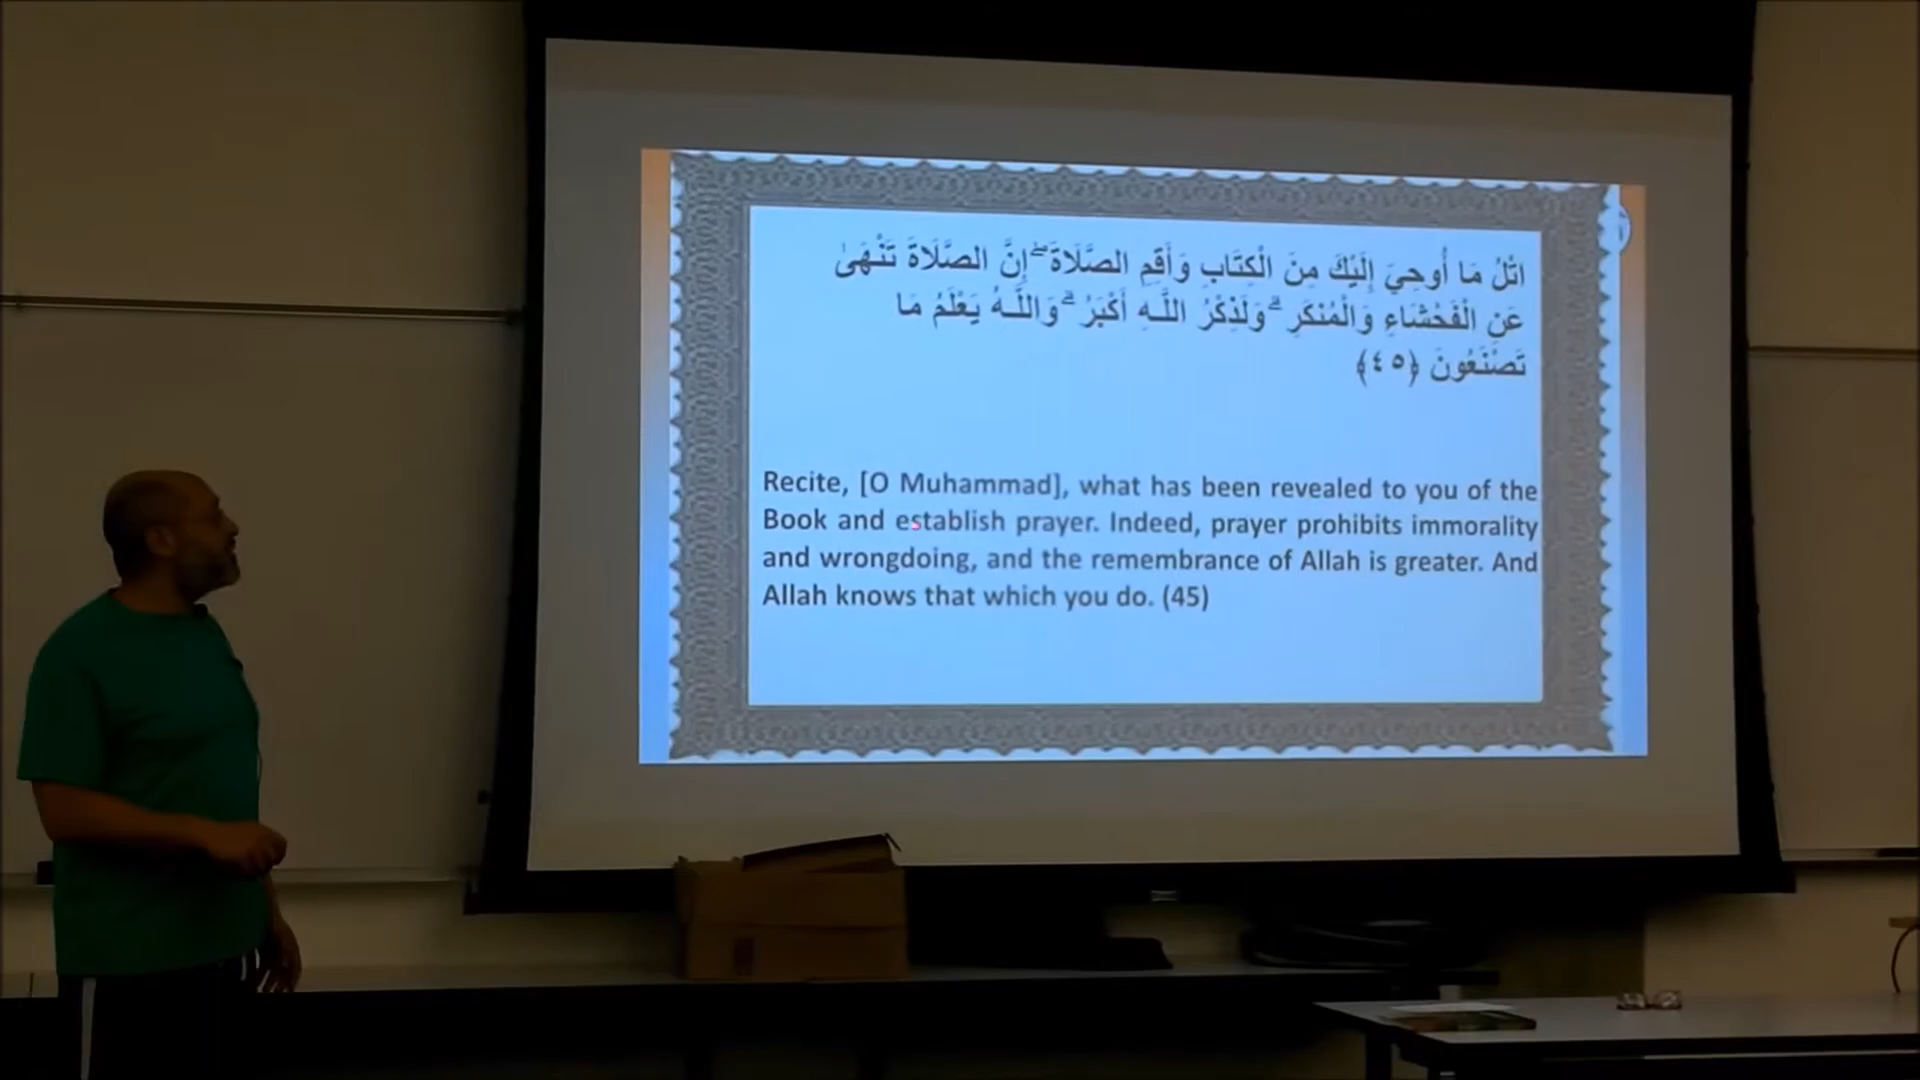 اتْلُ مَا أُوحِيَ إِلَيْكَ مِنَ الْكِتَابِ وَأَقِمِ الصَّلَاةَ ۖ إِنَّ الصَّلَاةَ تَنْهَىٰ
عَنِ الْفَحْشَاءِ وَالْمُنْكَرِ ۗ وَلَذِكْرُ اللَّـهِ أَكْبَرُ ۗ وَاللَّـهُ يَعْلَمُ مَا
تَصْنَعُونَ ﴿٤٥﴾
Recite, [O Muhammad], what has been revealed to you of the
Book and establish prayer. Indeed, prayer prohibits immorality
and wrongdoing, and the remembrance of Allah is greater. And
Allah knows that which you do. (45)